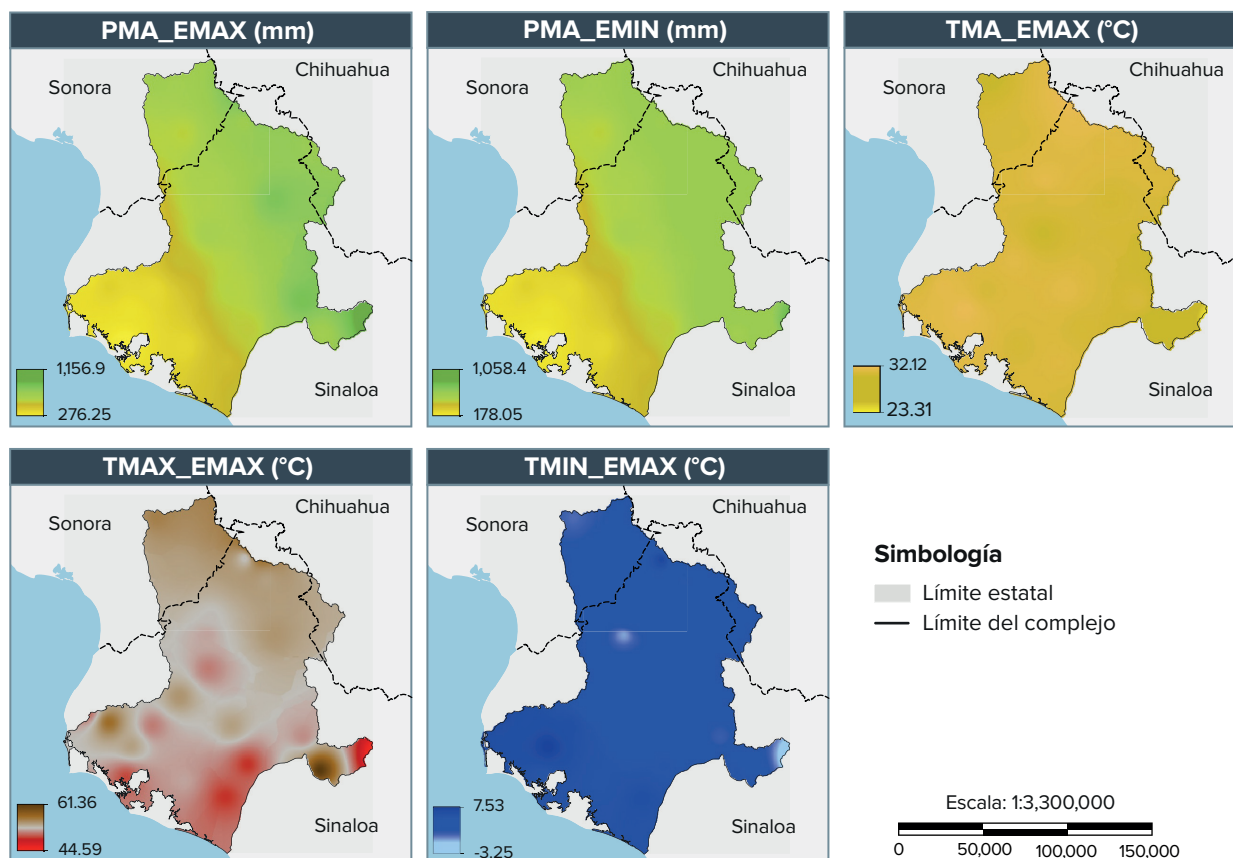 PMA_EMAX (mm)
Sonora
Chihuahua
Sinaloa
1,156.9
276.25
PMA_EMIN (mm)
Sonora
Chihuahua
Sinaloa
1,058.4
178.05
TMA_EMAX (°C)
Sonora
Chihuahua
Sinaloa
32.12
23.31
TMAX_EMAX (°C)
Sonora
Chihuahua
Sinaloa
61.36
44.59
TMIN_EMAX (°C)
Sonora
Chihuahua
Sinaloa
7.53
-3.25
Simbología
Límite estatal
Límite del complejo
Escala: 1:3,300,000
0 50,000 100,000 150,000